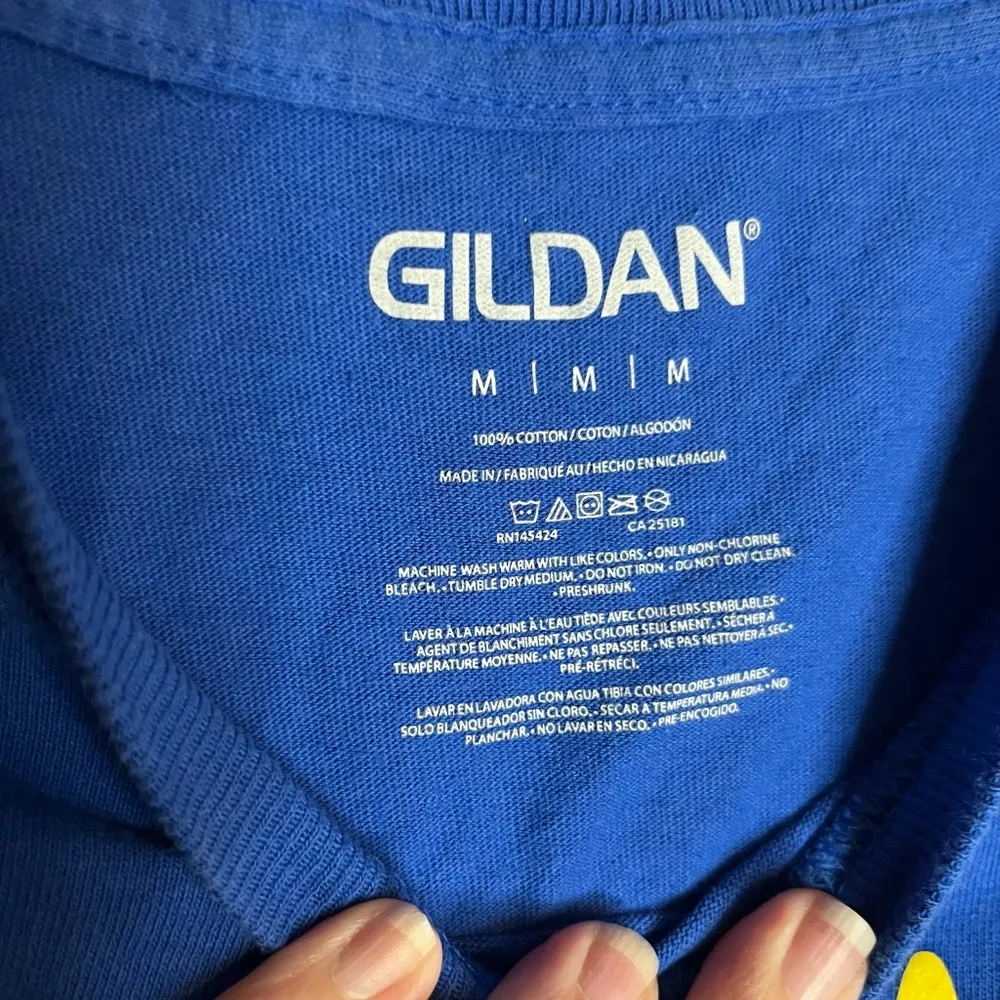 GILDAN®
M | M | M
100% COTTON / COTON / ALGODÓN
MADE IN / FABRIQUÉ AU / HECHO EN NICARAGUA
RN145424 CA 25181
MACHINE WASH WARM WITH LIKE COLORS. • ONLY NON-CHLORINE
BLEACH. • TUMBLE DRY MEDIUM. • DO NOT IRON. • DO NOT DRY CLEAN.
• PRESHRUNK.
LAVER À LA MACHINE À L'EAU TIÈDE AVEC COULEURS SEMBLABLES. •
AGENT DE BLANCHIMENT SANS CHLORE SEULEMENT. • SÉCHER À
TEMPÉRATURE MOYENNE. • NE PAS REPASSER. • NE PAS NETTOYER À SEC. •
PRÉ-RÉTRÉCI.
LAVAR EN LAVADORA CON AGUA TIBIA CON COLORES SIMILARES. •
SOLO BLANQUEADOR SIN CLORO. • SECAR A TEMPERATURA MEDIA. • NO
PLANCHAR. • NO LAVAR EN SECO. • PRE-ENCOGIDO.